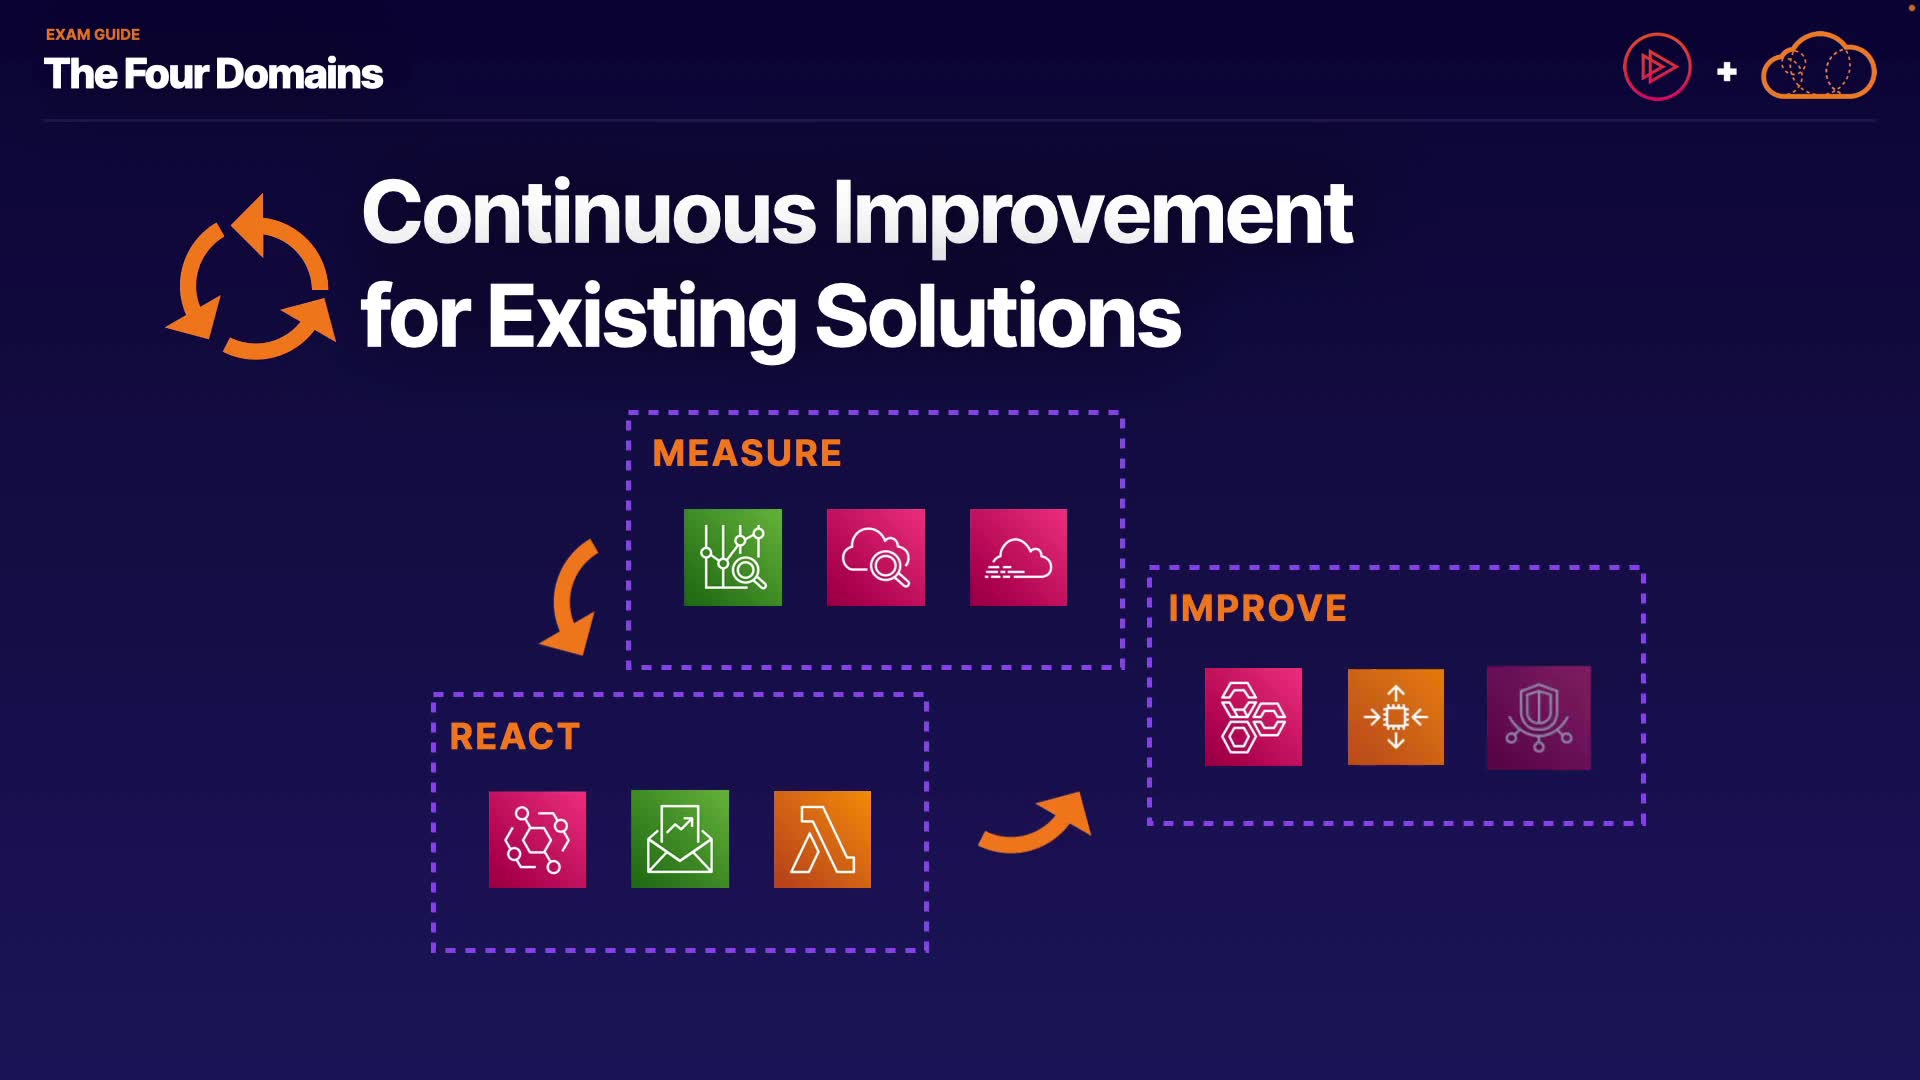 EXAM GUIDE
The Four Domains
Continuous Improvement
for Existing Solutions
MEASURE
IMPROVE
REACT